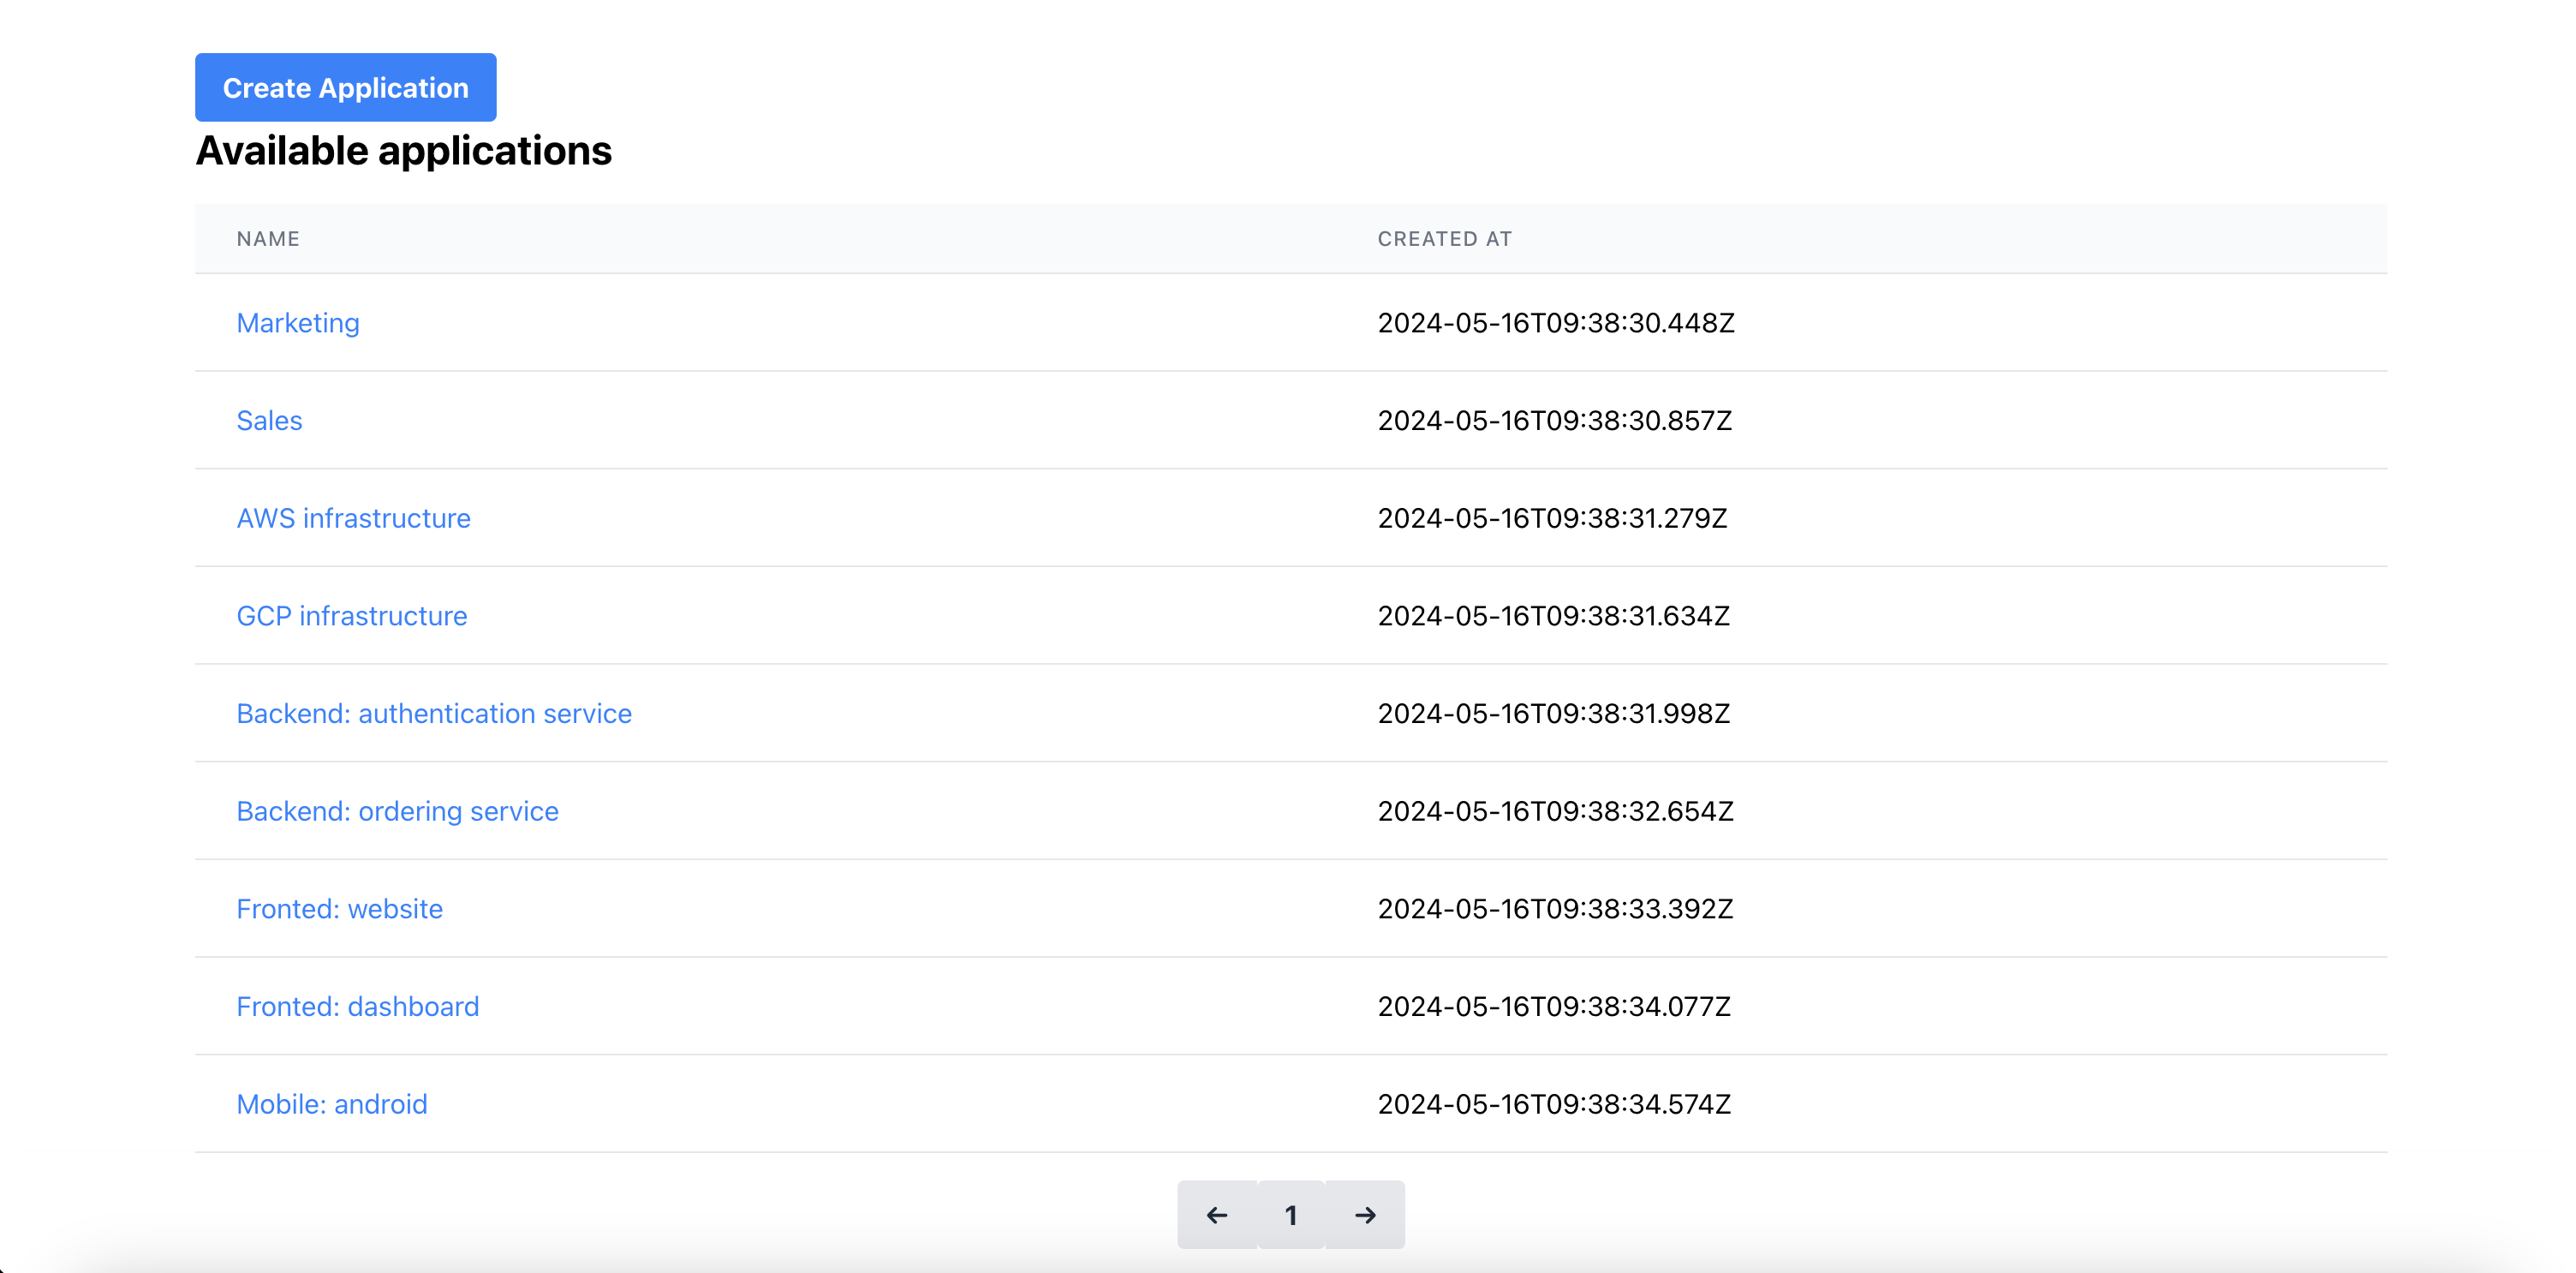 Create Application
Available applications
NAME CREATED AT
Marketing 2024-05-16T09:38:30.448Z
Sales 2024-05-16T09:38:30.857Z
AWS infrastructure 2024-05-16T09:38:31.279Z
GCP infrastructure 2024-05-16T09:38:31.634Z
Backend: authentication service 2024-05-16T09:38:31.998Z
Backend: ordering service 2024-05-16T09:38:32.654Z
Fronted: website 2024-05-16T09:38:33.392Z
Fronted: dashboard 2024-05-16T09:38:34.077Z
Mobile: android 2024-05-16T09:38:34.574Z
← 1 →